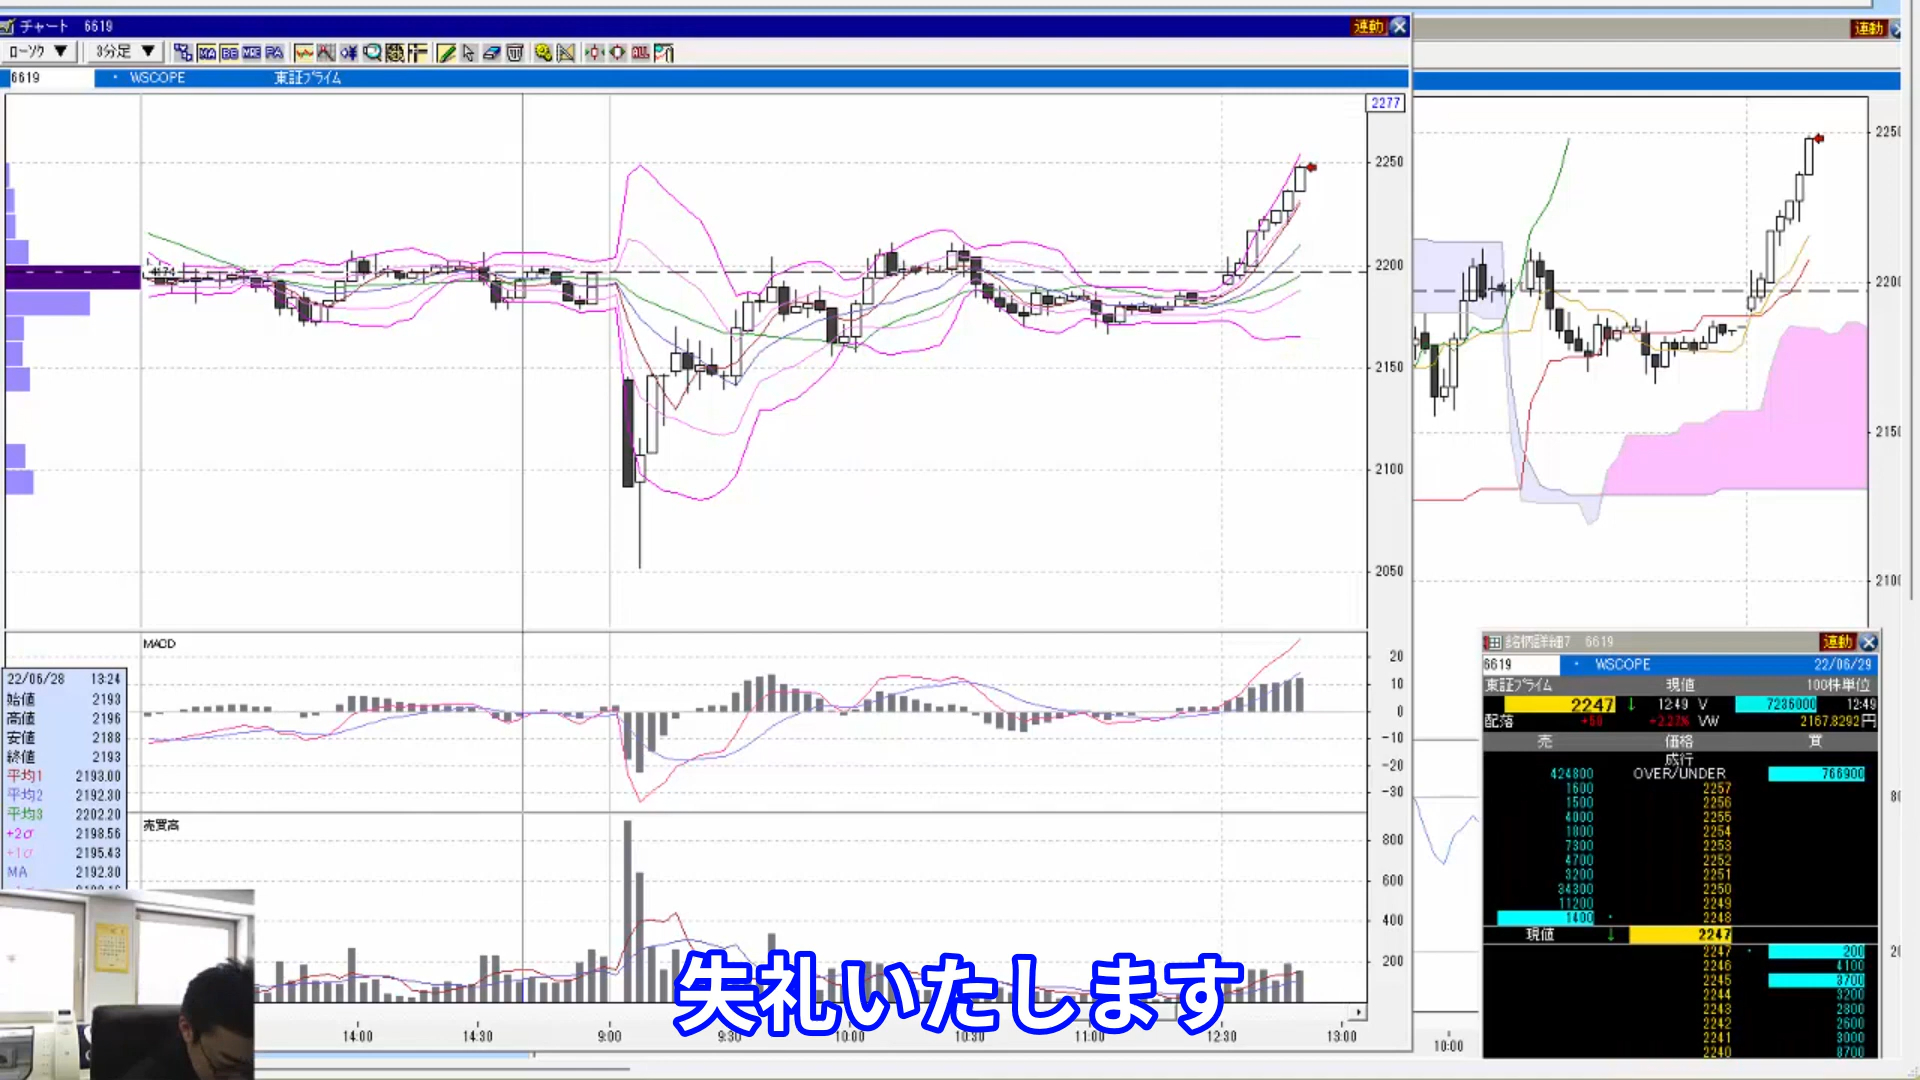 チャート 6619 連動
連動
ローソク 3分足
6619 ・ WSCOPE 東証プライム
2277
2250
2200
2150
2100
2050
4174
2250
2200
2150
2100
MACD
20
10
0
-10
-20
-30
売買高
800
600
400
200
14:00 14:30 9:00 9:30 10:00 10:30 11:00 12:30 13:00
10:00
22/06/28 13:24
始値 2193
高値 2196
安値 2188
終値 2193
平均1 2193.00
平均2 2192.30
平均3 2202.20
+2σ 2198.56
+1σ 2195.43
MA 2192.30
失礼いたします
銘柄詳細7 6619 連動
6619 ・ WSCOPE 22/06/29
東証プライム 現値 100株単位
2247 ↓ 12:49 V 7236000 12:49
配落 +50 +2.27% VW 2167.8292円
売 価格 買
成行
424800 OVER/UNDER 766900
1600 2257
1500 2256
4000 2255
1800 2254
7300 2253
4700 2252
3200 2251
34300 2250
11200 2249
1400 2248
現値 ↓ 2247
2247 200
2246 4100
2245 3700
2244 3200
2243 2800
2242 2600
2241 3000
2240 8700